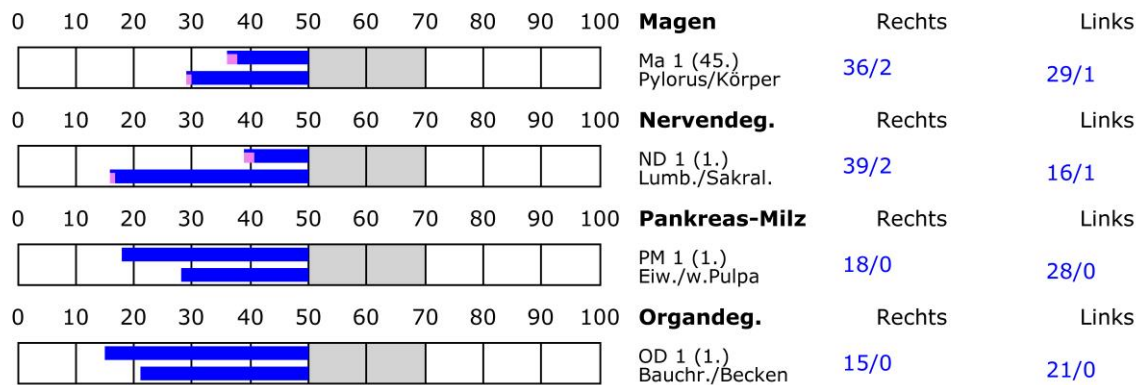 0 10 20 30 40 50 60 70 80 90 100 Magen Rechts Links
Ma 1 (45.) 36/2 29/1
Pylorus/Körper
0 10 20 30 40 50 60 70 80 90 100 Nervendeg. Rechts Links
ND 1 (1.) 39/2 16/1
Lumb./Sakral.
0 10 20 30 40 50 60 70 80 90 100 Pankreas-Milz Rechts Links
PM 1 (1.) 18/0 28/0
Eiw./w.Pulpa
0 10 20 30 40 50 60 70 80 90 100 Organdeg. Rechts Links
OD 1 (1.) 15/0 21/0
Bauchr./Becken